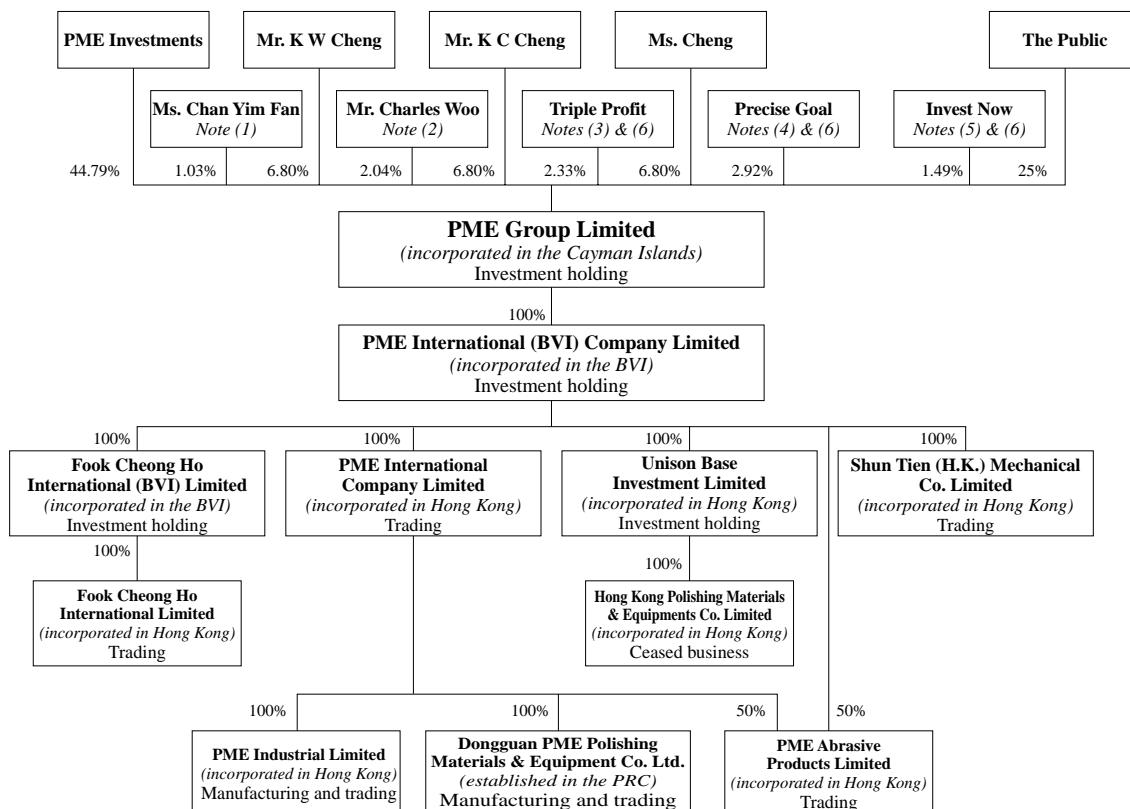 PME Investments
Mr. K W Cheng
Mr. K C Cheng
Ms. Cheng
The Public
Ms. Chan Yim Fan
Note (1)
Mr. Charles Woo
Note (2)
Triple Profit
Notes (3) & (6)
Precise Goal
Notes (4) & (6)
Invest Now
Notes (5) & (6)
44.79%
1.03%
6.80%
2.04%
6.80%
2.33%
6.80%
2.92%
1.49%
25%
PME Group Limited
(incorporated in the Cayman Islands)
Investment holding
100%
PME International (BVI) Company Limited
(incorporated in the BVI)
Investment holding
100%
Fook Cheong Ho
International (BVI) Limited
(incorporated in the BVI)
Investment holding
100%
PME International
Company Limited
(incorporated in Hong Kong)
Trading
100%
Unison Base
Investment Limited
(incorporated in Hong Kong)
Investment holding
100%
Shun Tien (H.K.) Mechanical
Co. Limited
(incorporated in Hong Kong)
Trading
100%
Fook Cheong Ho
International Limited
(incorporated in Hong Kong)
Trading
100%
Hong Kong Polishing Materials
& Equipments Co. Limited
(incorporated in Hong Kong)
Ceased business
100%
PME Industrial Limited
(incorporated in Hong Kong)
Manufacturing and trading
100%
Dongguan PME Polishing
Materials & Equipment Co. Ltd.
(established in the PRC)
Manufacturing and trading
50%
50%
PME Abrasive
Products Limited
(incorporated in Hong Kong)
Trading